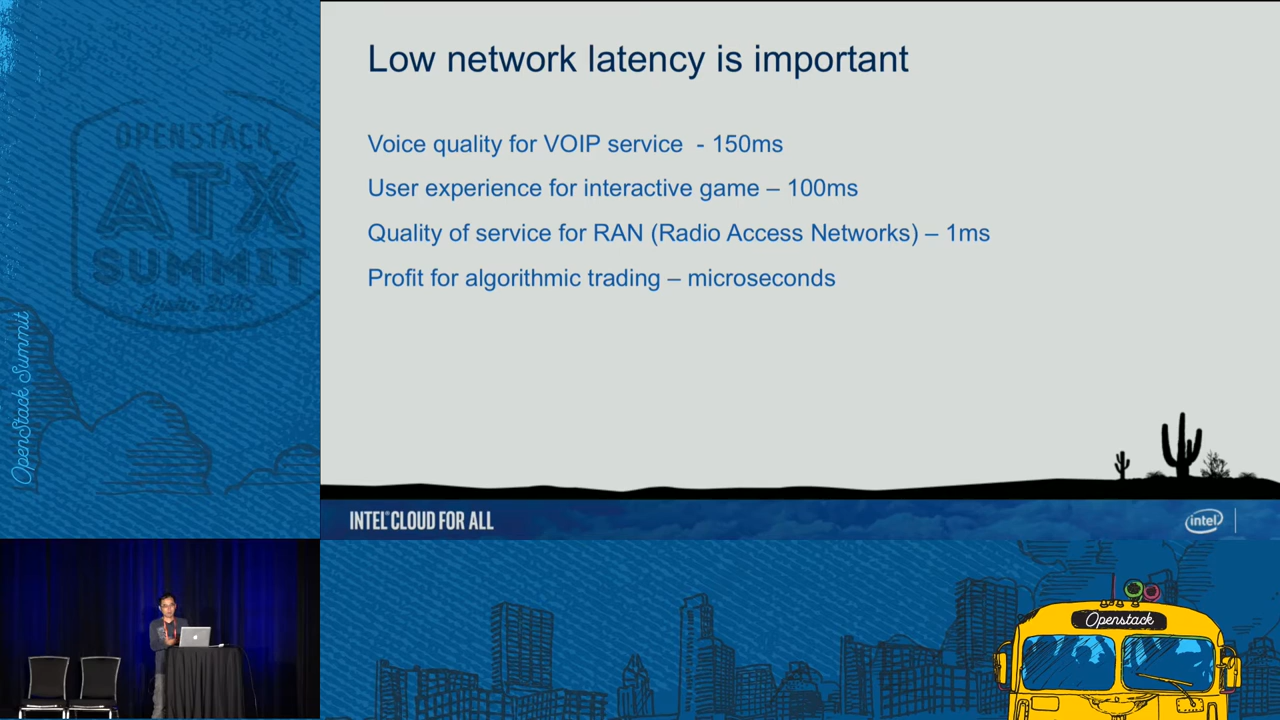 Low network latency is important
Voice quality for VOIP service - 150ms
User experience for interactive game – 100ms
Quality of service for RAN (Radio Access Networks) – 1ms
Profit for algorithmic trading – microseconds
INTEL® CLOUD FOR ALL
intel
OPENSTACK
ATX
SUMMIT
Austin 2016
OpenStack Summit
Openstack